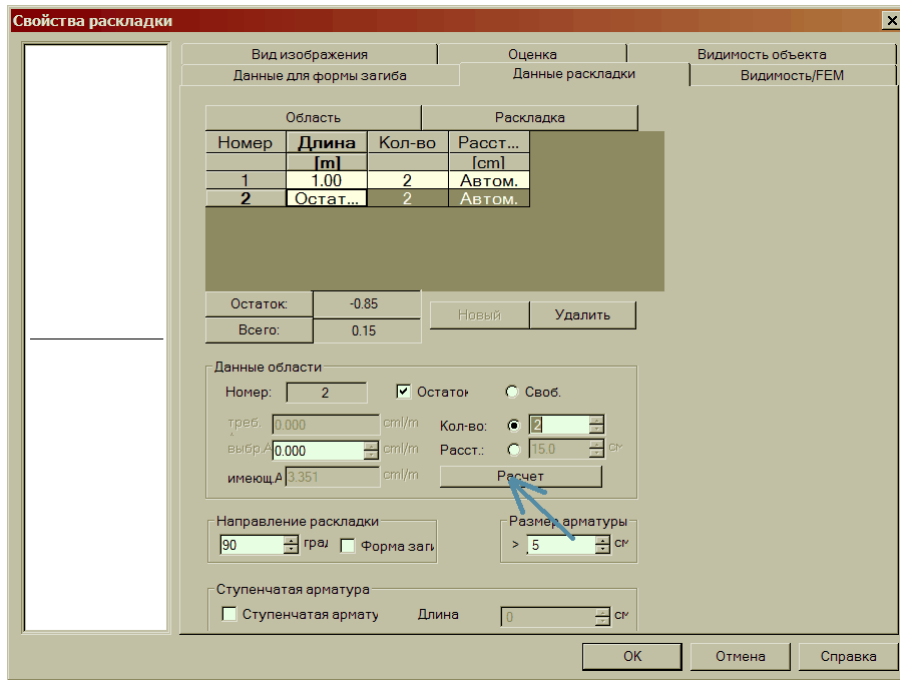 Свойства раскладки
Вид изображения Оценка Видимость объекта
Данные для формы загиба Данные раскладки Видимость/FEM
Область Раскладка
Номер Длина Кол-во Расст...
[m] [cm]
1 1.00 2 Автом.
2 Остат... 2 Автом.
Остаток: -0.85
Новый Удалить
Всего: 0.15
Данные области
Номер: 2 Остаток Своб.
треб. 0.000 cml/m Кол-во: 2
выбр.А 0.000 cml/m Расст.: 15.0 см
имеющ.А 3.351 cml/m Расчет
Направление раскладки Размер арматуры
90 град Форма заги > 5 см
Ступенчатая арматура
Ступенчатая армату Длина 0 см
OK Отмена Справка